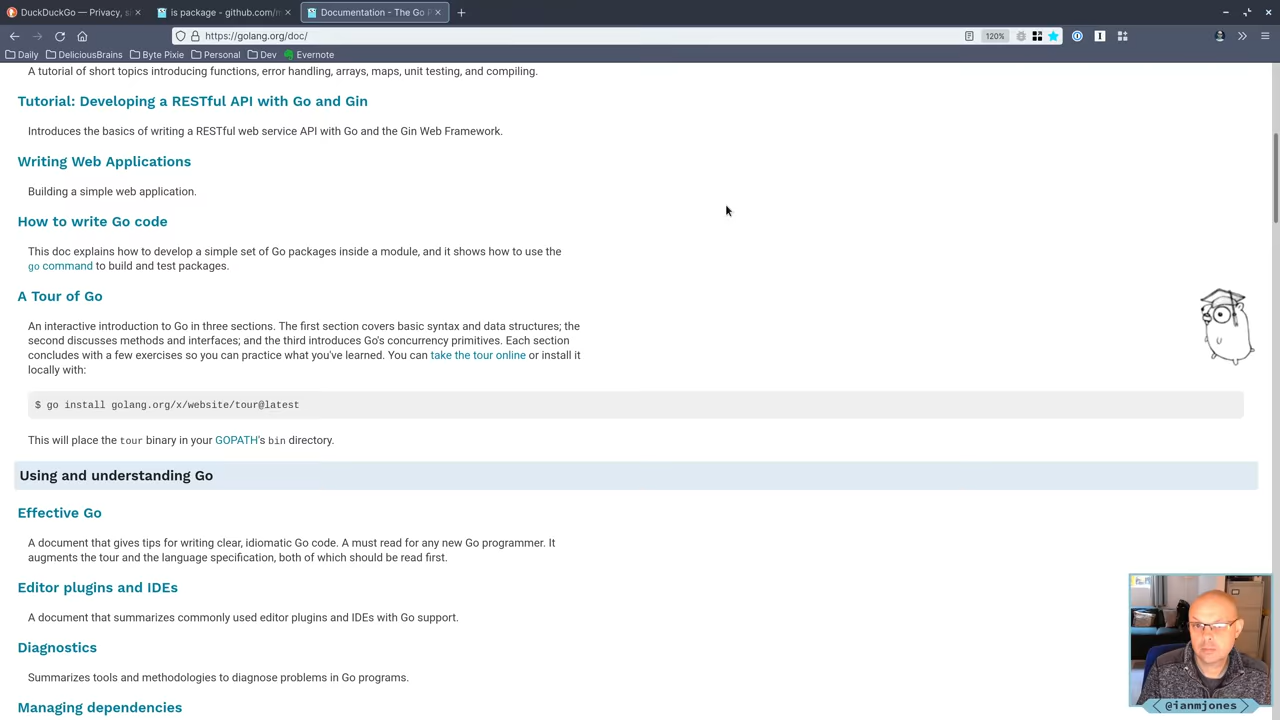 DuckDuckGo — Privacy, si
is package - github.com/m
Documentation - The Go P
https://golang.org/doc/
120%
Daily
DeliciousBrains
Byte Pixie
Personal
Dev
Evernote
A tutorial of short topics introducing functions, error handling, arrays, maps, unit testing, and compiling.
Tutorial: Developing a RESTful API with Go and Gin
Introduces the basics of writing a RESTful web service API with Go and the Gin Web Framework.
Writing Web Applications
Building a simple web application.
How to write Go code
This doc explains how to develop a simple set of Go packages inside a module, and it shows how to use the
go command to build and test packages.
A Tour of Go
An interactive introduction to Go in three sections. The first section covers basic syntax and data structures; the
second discusses methods and interfaces; and the third introduces Go's concurrency primitives. Each section
concludes with a few exercises so you can practice what you've learned. You can take the tour online or install it
locally with:
$ go install golang.org/x/website/tour@latest
This will place the tour binary in your GOPATH's bin directory.
Using and understanding Go
Effective Go
A document that gives tips for writing clear, idiomatic Go code. A must read for any new Go programmer. It
augments the tour and the language specification, both of which should be read first.
Editor plugins and IDEs
A document that summarizes commonly used editor plugins and IDEs with Go support.
Diagnostics
Summarizes tools and methodologies to diagnose problems in Go programs.
Managing dependencies
@ianmjones